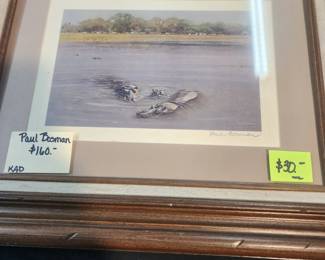 Paul Bosman
$160.-
KAD
$30.-